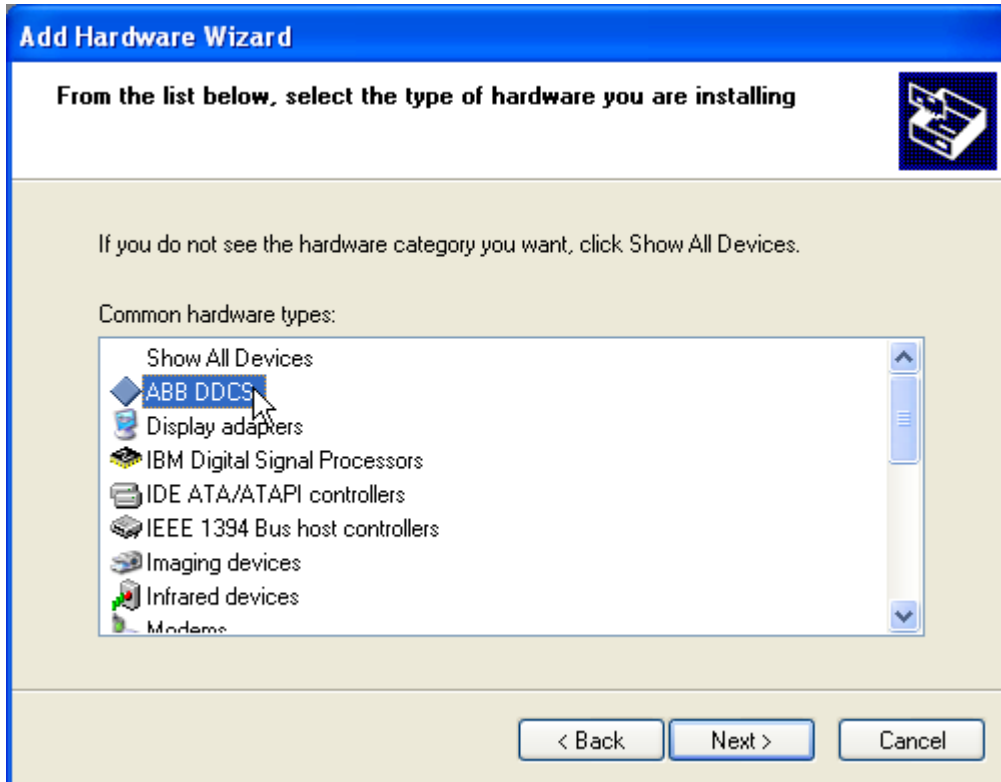 Add Hardware Wizard
From the list below, select the type of hardware you are installing
If you do not see the hardware category you want, click Show All Devices.
Common hardware types:
Show All Devices
ABB DDCS
Display adapters
IBM Digital Signal Processors
IDE ATA/ATAPI controllers
IEEE 1394 Bus host controllers
Imaging devices
Infrared devices
Modems
< Back
Next >
Cancel